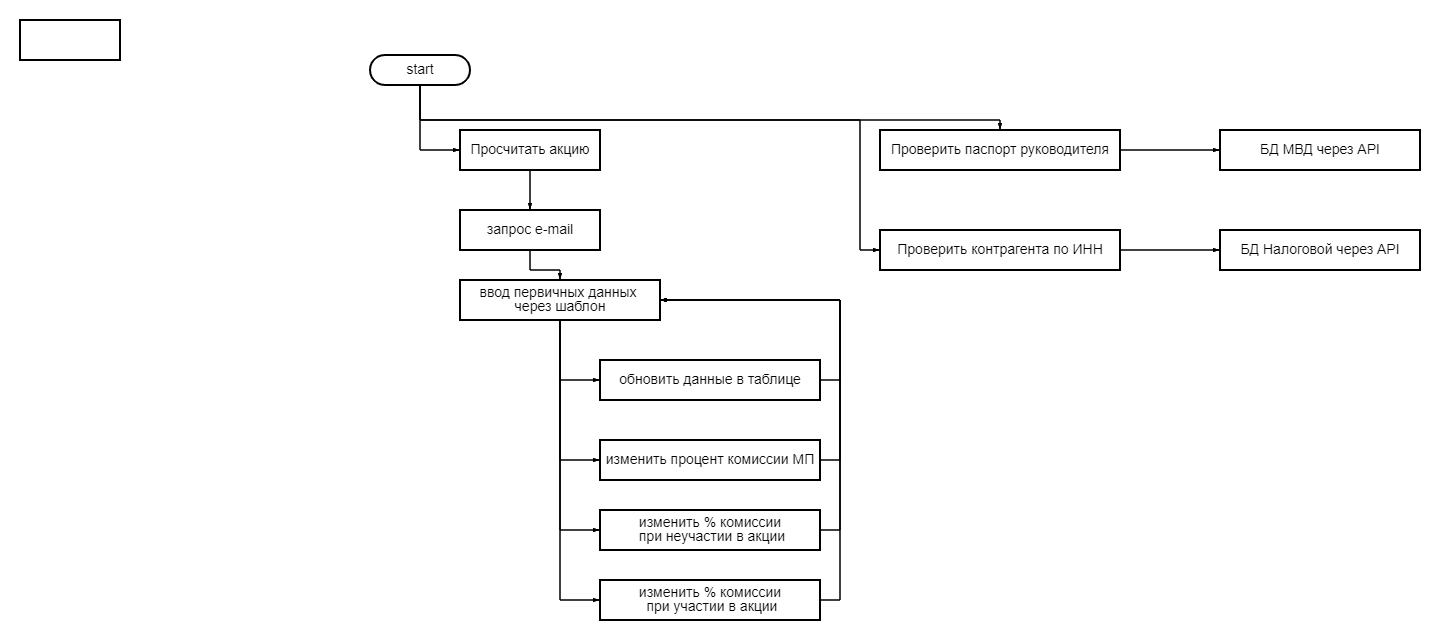 start
Просчитать акцию
Проверить паспорт руководителя
БД МВД через API
запрос e-mail
Проверить контрагента по ИНН
БД Налоговой через API
ввод первичных данных
через шаблон
обновить данные в таблице
изменить процент комиссии МП
изменить % комиссии
при неучастии в акции
изменить % комиссии
при участии в акции